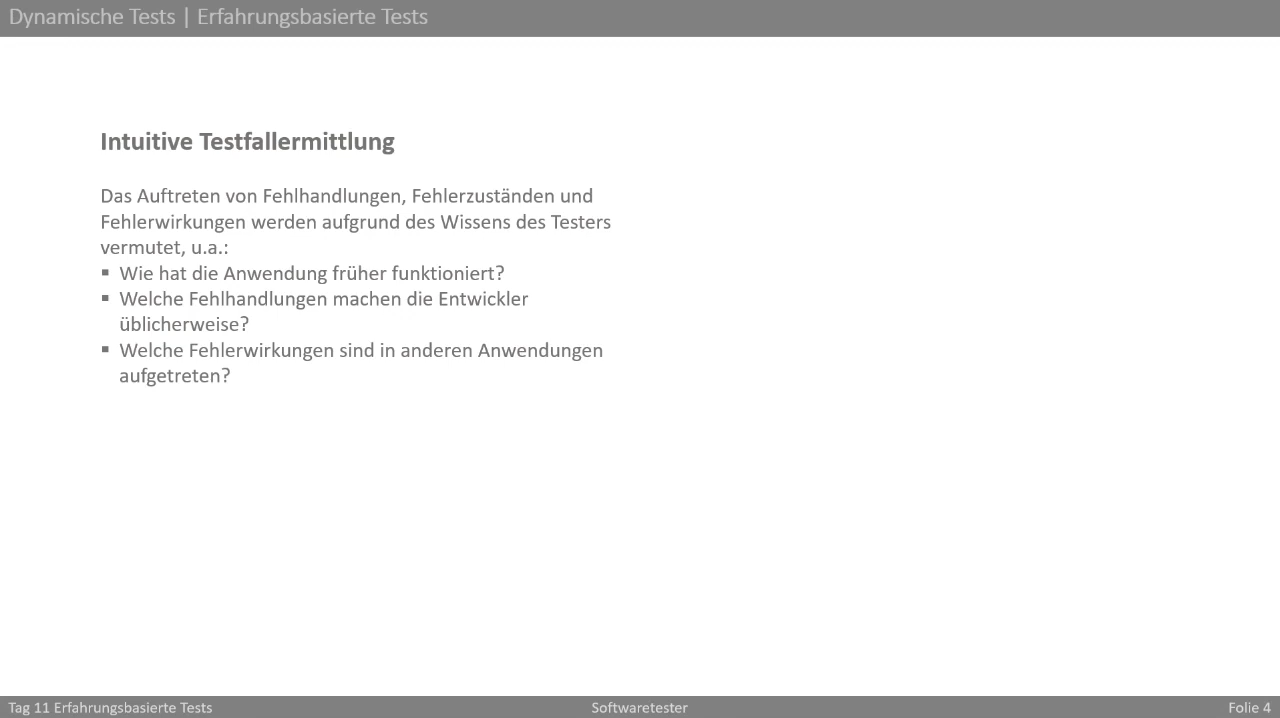 Dynamische Tests | Erfahrungsbasierte Tests
Intuitive Testfallermittlung
Das Auftreten von Fehlhandlungen, Fehlerzuständen und
Fehlerwirkungen werden aufgrund des Wissens des Testers
vermutet, u.a.:
▪ Wie hat die Anwendung früher funktioniert?
▪ Welche Fehlhandlungen machen die Entwickler
üblicherweise?
▪ Welche Fehlerwirkungen sind in anderen Anwendungen
aufgetreten?
Tag 11 Erfahrungsbasierte Tests
Softwaretester
Folie 4